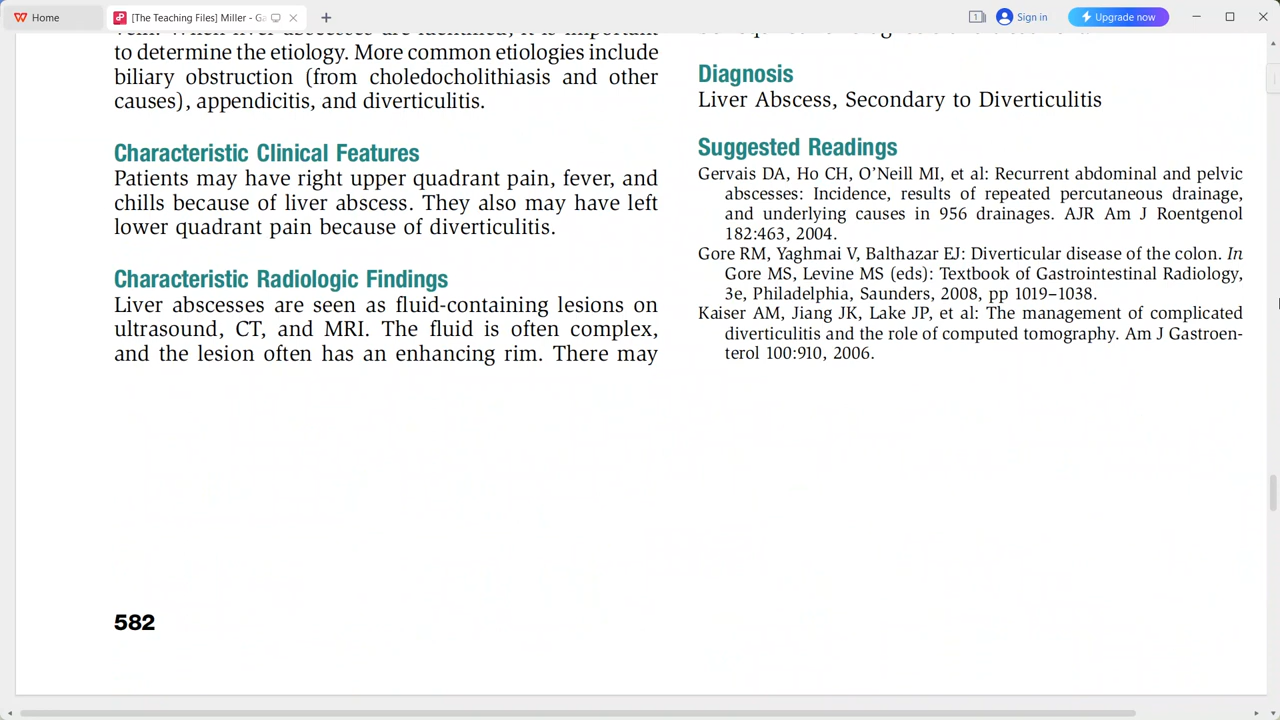 Home
[The Teaching Files] Miller - Ga
1
Sign in
Upgrade now
to determine the etiology. More common etiologies include
biliary obstruction (from choledocholithiasis and other
causes), appendicitis, and diverticulitis.
Characteristic Clinical Features
Patients may have right upper quadrant pain, fever, and
chills because of liver abscess. They also may have left
lower quadrant pain because of diverticulitis.
Characteristic Radiologic Findings
Liver abscesses are seen as fluid-containing lesions on
ultrasound, CT, and MRI. The fluid is often complex,
and the lesion often has an enhancing rim. There may
Diagnosis
Liver Abscess, Secondary to Diverticulitis
Suggested Readings
Gervais DA, Ho CH, O'Neill MI, et al: Recurrent abdominal and pelvic
abscesses: Incidence, results of repeated percutaneous drainage,
and underlying causes in 956 drainages. AJR Am J Roentgenol
182:463, 2004.
Gore RM, Yaghmai V, Balthazar EJ: Diverticular disease of the colon. In
Gore MS, Levine MS (eds): Textbook of Gastrointestinal Radiology,
3e, Philadelphia, Saunders, 2008, pp 1019–1038.
Kaiser AM, Jiang JK, Lake JP, et al: The management of complicated
diverticulitis and the role of computed tomography. Am J Gastroen-
terol 100:910, 2006.
582